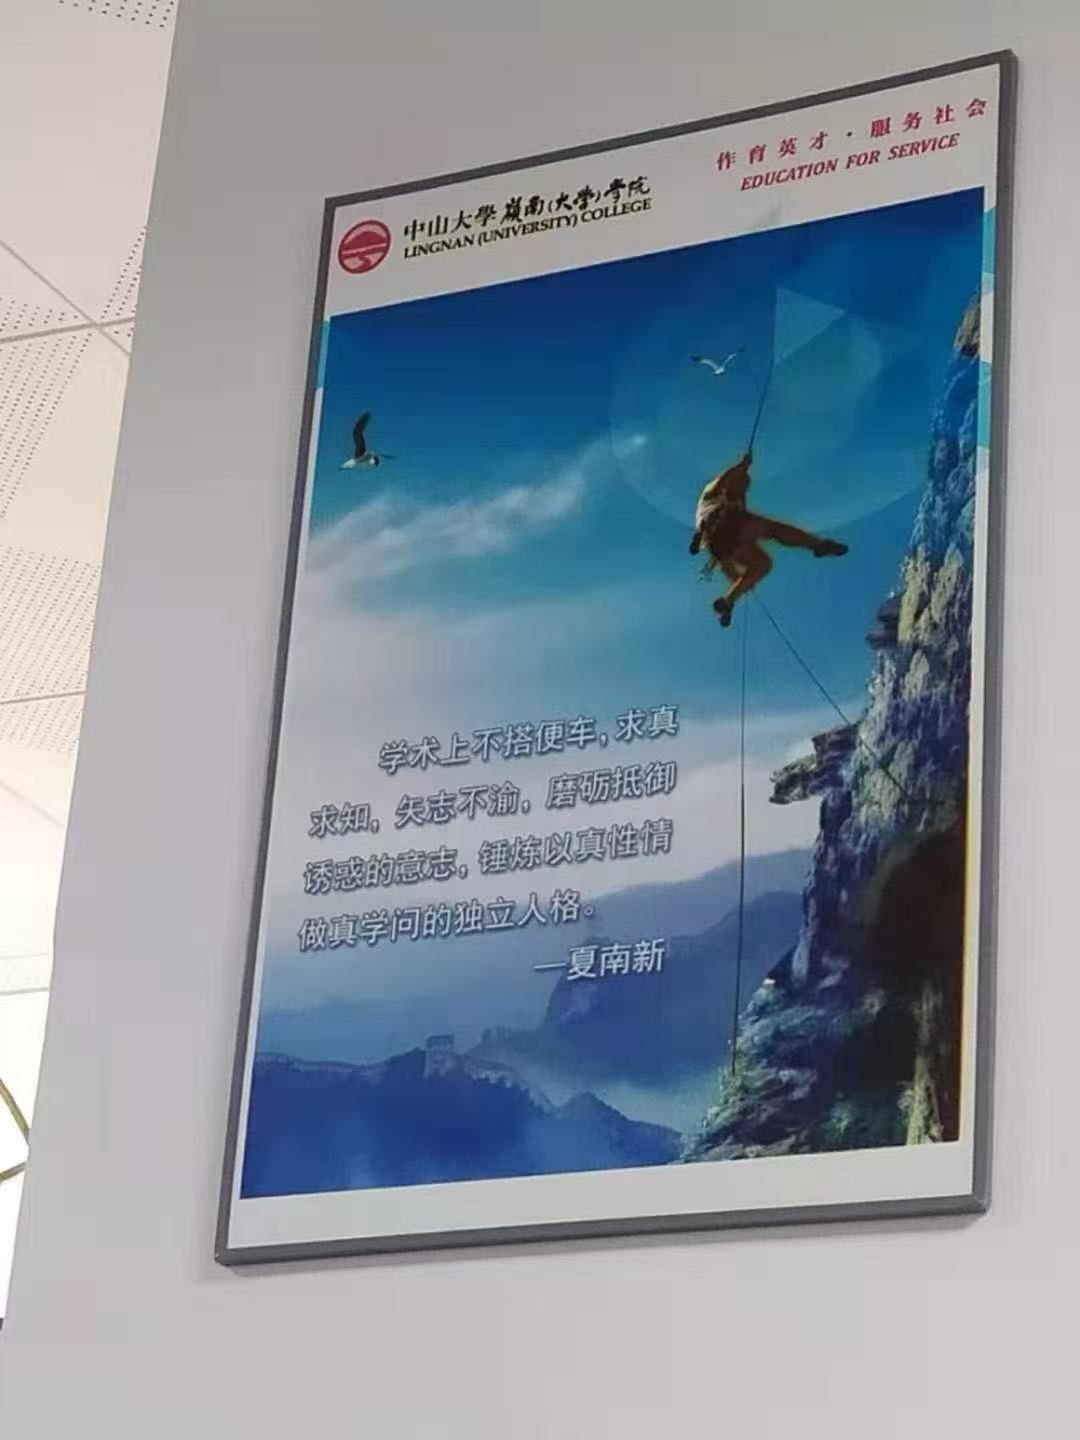 中山大學嶺南(大學)學院
LINGNAN (UNIVERSITY) COLLEGE
作育英才·服务社会
EDUCATION FOR SERVICE
学术上不搭便车,求真
求知,矢志不渝,磨砺抵御
诱惑的意志,锤炼以真性情
做真学问的独立人格。
—夏南新